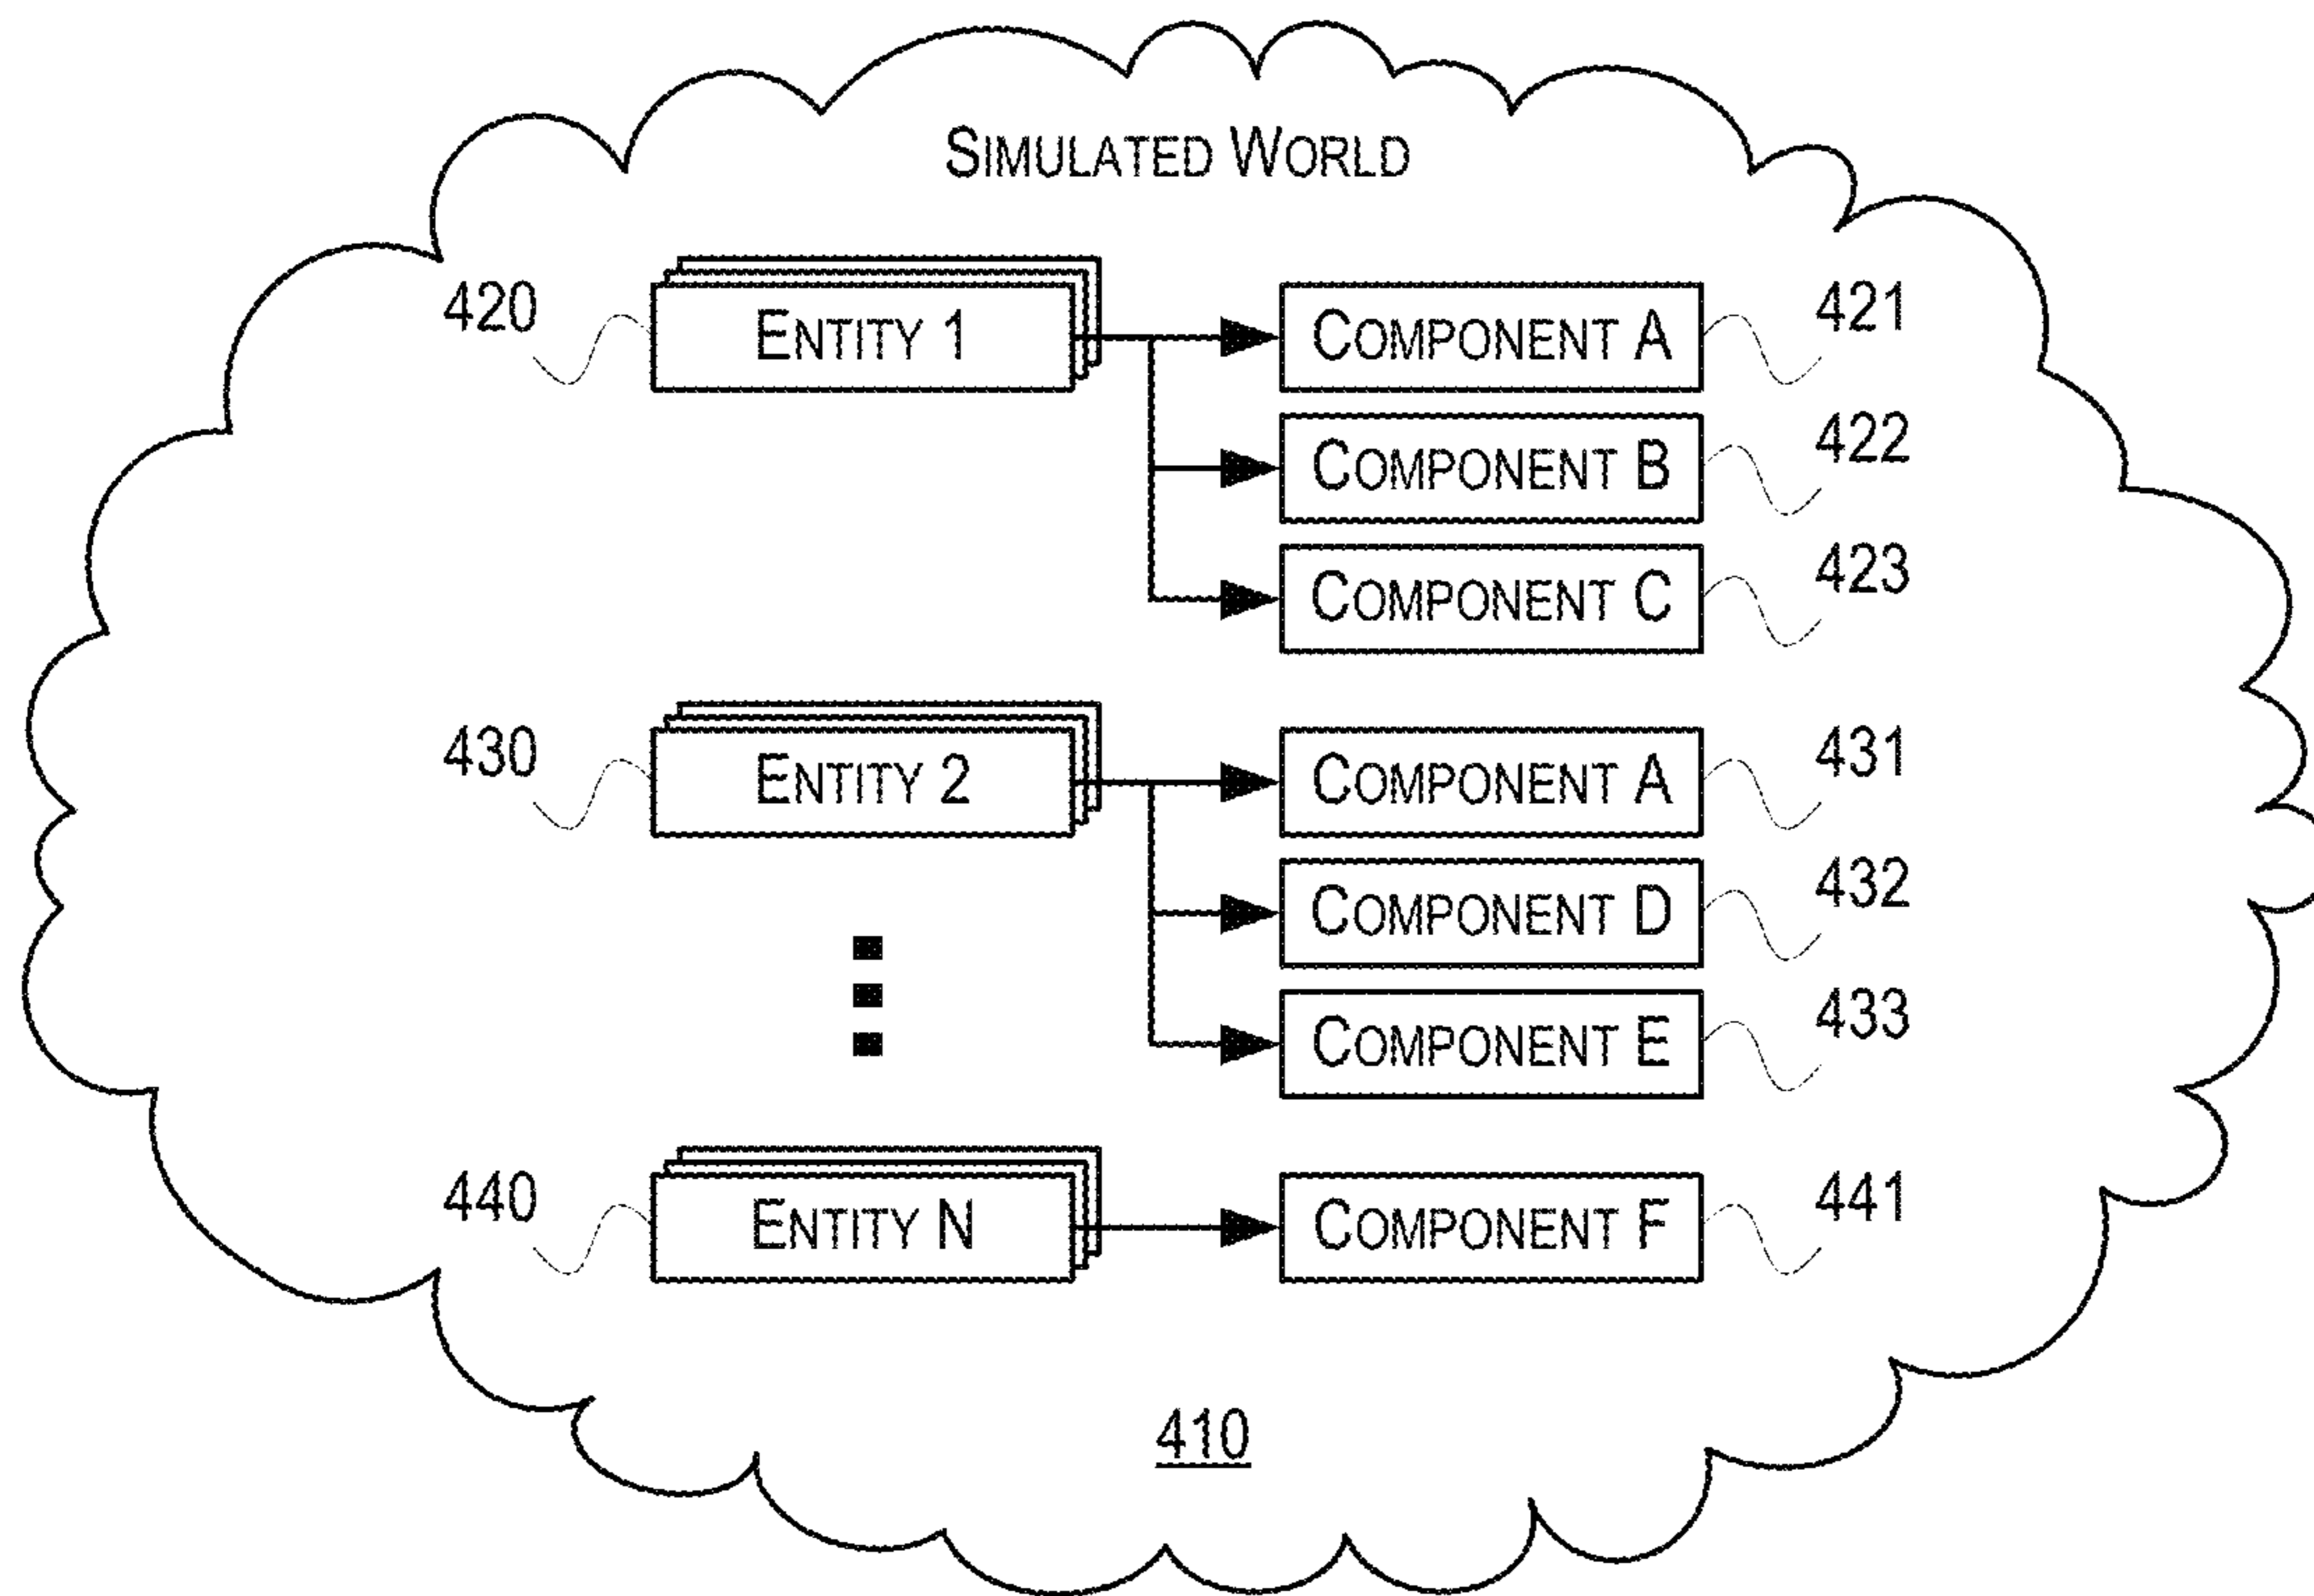 SIMULATED WORLD
420 ENTITY 1 COMPONENT A 421
COMPONENT B 422
COMPONENT C 423
430 ENTITY 2 COMPONENT A 431
COMPONENT D 432
COMPONENT E 433
440 ENTITY N COMPONENT F 441
410